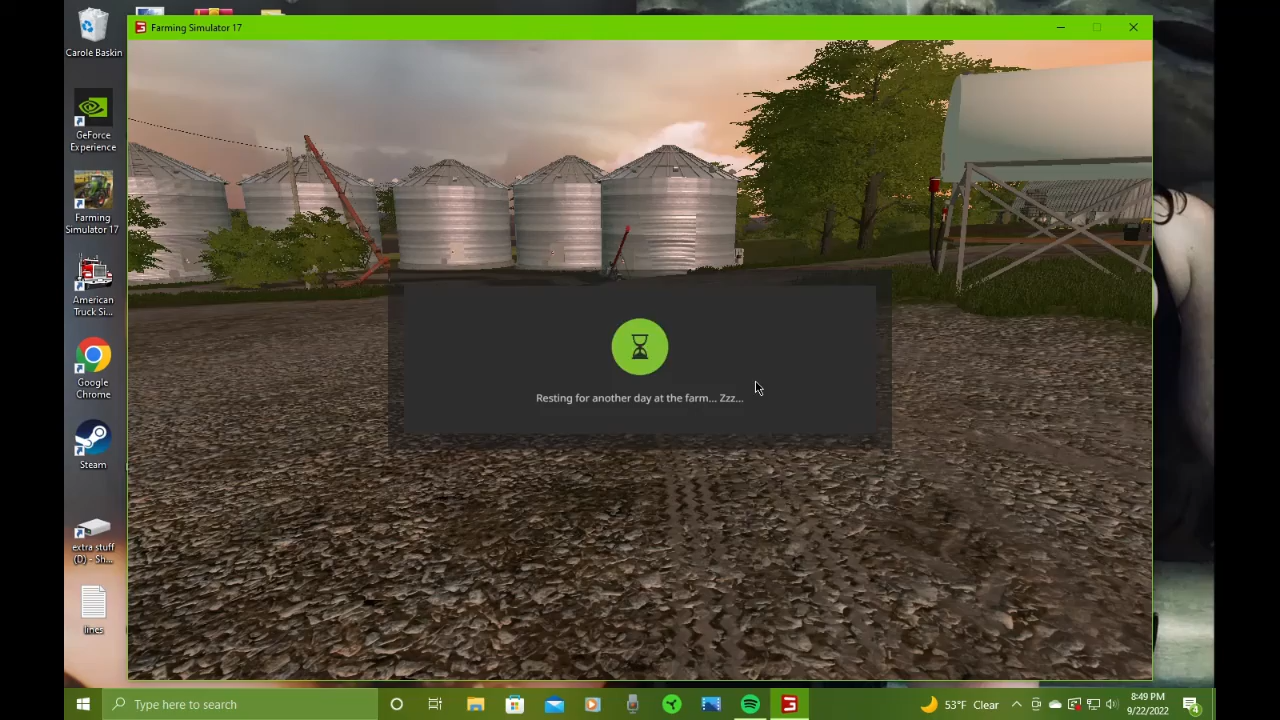 Farming Simulator 17
Carole Baskin
GeForce
Experience
Farming
Simulator 17
American
Truck Si...
Google
Chrome
Steam
extra stuff
(D) - Sh...
lines
Resting for another day at the farm... Zzz...
Type here to search
53°F Clear
8:49 PM
9/22/2022
4